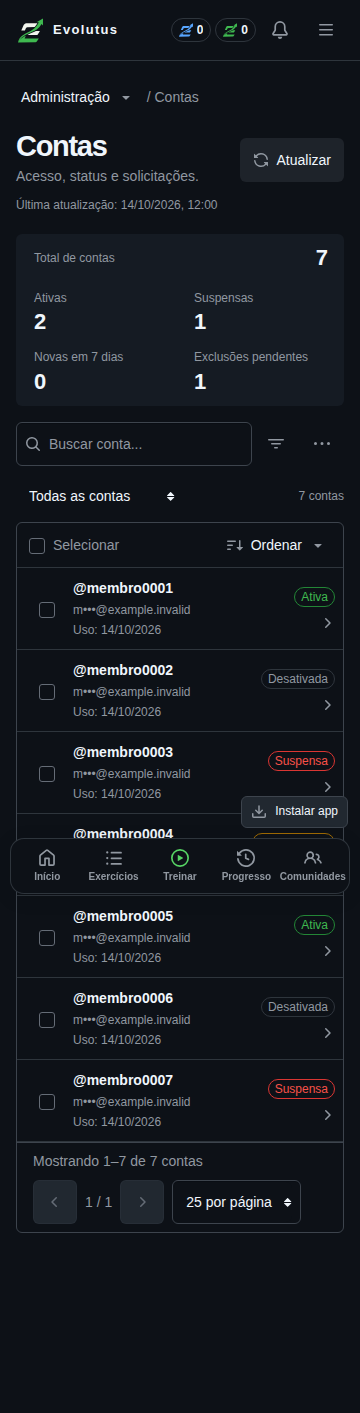 Evolutus
0
0
Administração
/ Contas
Contas
Acesso, status e solicitações.
Atualizar
Última atualização: 14/10/2026, 12:00
Total de contas
7
Ativas
Suspensas
2
1
Novas em 7 dias
Exclusões pendentes
0
1
Buscar conta...
Todas as contas
7 contas
Selecionar
Ordenar
@membro0001
m•••@example.invalid
Uso: 14/10/2026
Ativa
@membro0002
m•••@example.invalid
Uso: 14/10/2026
Desativada
@membro0003
m•••@example.invalid
Uso: 14/10/2026
Suspensa
Instalar app
@membro0004
Início
Exercícios
Treinar
Progresso
Comunidades
@membro0005
m•••@example.invalid
Uso: 14/10/2026
Ativa
@membro0006
m•••@example.invalid
Uso: 14/10/2026
Desativada
@membro0007
m•••@example.invalid
Uso: 14/10/2026
Suspensa
Mostrando 1–7 de 7 contas
1 / 1
25 por página